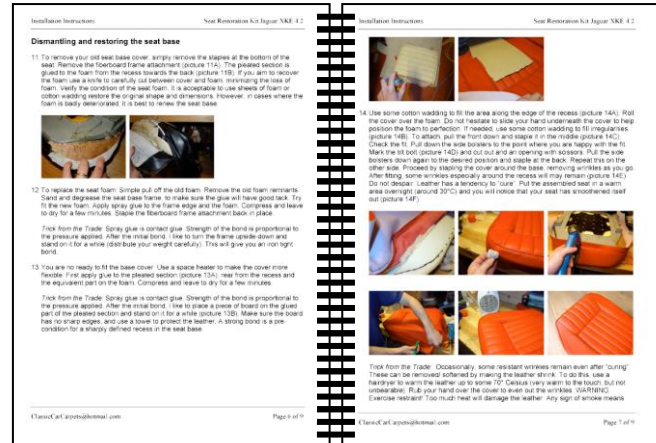 Installation Instructions Seat Restoration Kit Jaguar XKE 4.2
Dismantling and restoring the seat base
11. To remove your old seat base cover, simply remove the staples at the bottom of the
seat. Remove the fiberboard frame attachment (picture 11A). The pleated section is
glued to the foam from the recess towards the back (picture 11B). If you aim to recover
the foam use a knife to carefully cut between cover and foam, minimizing the loss of
foam. Verify the condition of the seat foam. It is acceptable to use sheets of foam or
cotton wadding restore the original shape and dimensions. However, in cases where the
foam is badly deteriorated, it is best to renew the seat base.
12. To replace the seat foam: Simple pull off the old foam. Remove the old foam remnants.
Sand and degrease the seat base frame, to make sure the glue will have good tack. Try
fit the new foam. Apply spray glue to the frame edge and the foam. Compress and leave
to dry for a few minutes. Staple the fiberboard frame attachment back in place.
Trick from the Trade: Spray glue is contact glue. Strength of the bond is proportional to
the pressure applied. After the initial bond, I like to turn the frame upside down and
stand on it for a while (distribute your weight carefully). This will give you an iron tight
bond.
13. You are no ready to fit the base cover. Use a space heater to make the cover more
flexible. First apply glue to the pleated section (picture 13A), rear from the recess and
the equivalent part on the foam. Compress and leave to dry for a few minutes.
Trick from the Trade: Spray glue is contact glue. Strength of the bond is proportional to
the pressure applied. After the initial bond, I like to place a piece of board on the glued
part of the pleated section and stand on it for a while (picture 13B). Make sure the board
has no sharp edges, and use a towel to protect the leather. A strong bond is a pre-
condition for a sharply defined recess in the seat base.
ClassicCarCarpets@hotmail.com Page 6 of 9
Installation Instructions Seat Restoration Kit Jaguar XKE 4.2
14. Use some cotton wadding to fill the area along the edge of the recess (picture 14A). Roll
the cover over the foam. Do not hesitate to slide your hand underneath the cover to help
position the foam to perfection. If needed, use some cotton wadding to fill irregularities
(picture 14B). To attach, pull the front down and staple it in the middle (picture 14C).
Check the fit. Pull down the side bolsters to the point where you are happy with the fit.
Mark the tilt bolt (picture 14D) and cut out and an opening with scissors. Pull the side
bolsters down again to the desired position and staple at the back. Repeat this on the
other side. Proceed by stapling the cover around the base, removing wrinkles as you go.
After fitting, some wrinkles especially around the recess will may remain (picture 14E).
Do not despair. Leather has a tendency to "cure". Put the assembled seat in a warm
area overnight (around 30°C) and you will notice that your seat has smoothened itself
out (picture 14F).
Trick from the Trade: Occasionally, some resistant wrinkles remain even after "curing".
These can be removed/ softened by making the leather shrink. To do this, use a
hairdryer to warm the leather up to some 70° Celsius (very warm to the touch, but not
unbearable). Rub your hand over the cover to even out the wrinkles. WARNING:
Exercise restraint! Too much heat will damage the leather. Any sign of smoke means
ClassicCarCarpets@hotmail.com Page 7 of 9